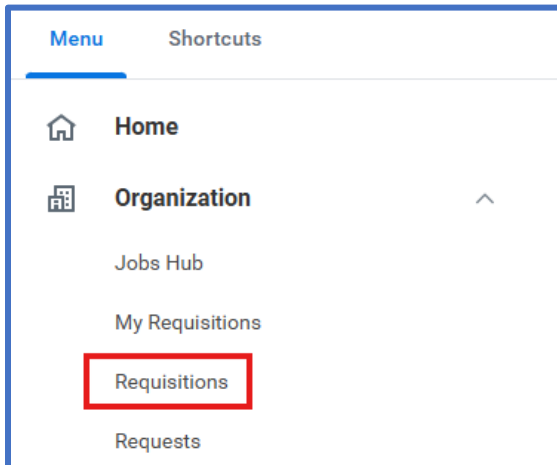 Menu Shortcuts
Home
Organization
Jobs Hub
My Requisitions
Requisitions
Requests